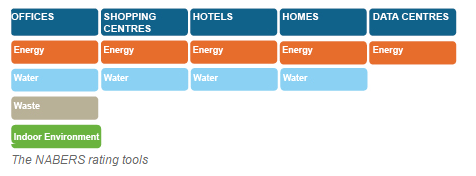 OFFICES SHOPPING CENTRES HOTELS HOMES DATA CENTRES
Energy Energy Energy Energy Energy
Water Water Water Water
Waste
Indoor Environment
The NABERS rating tools